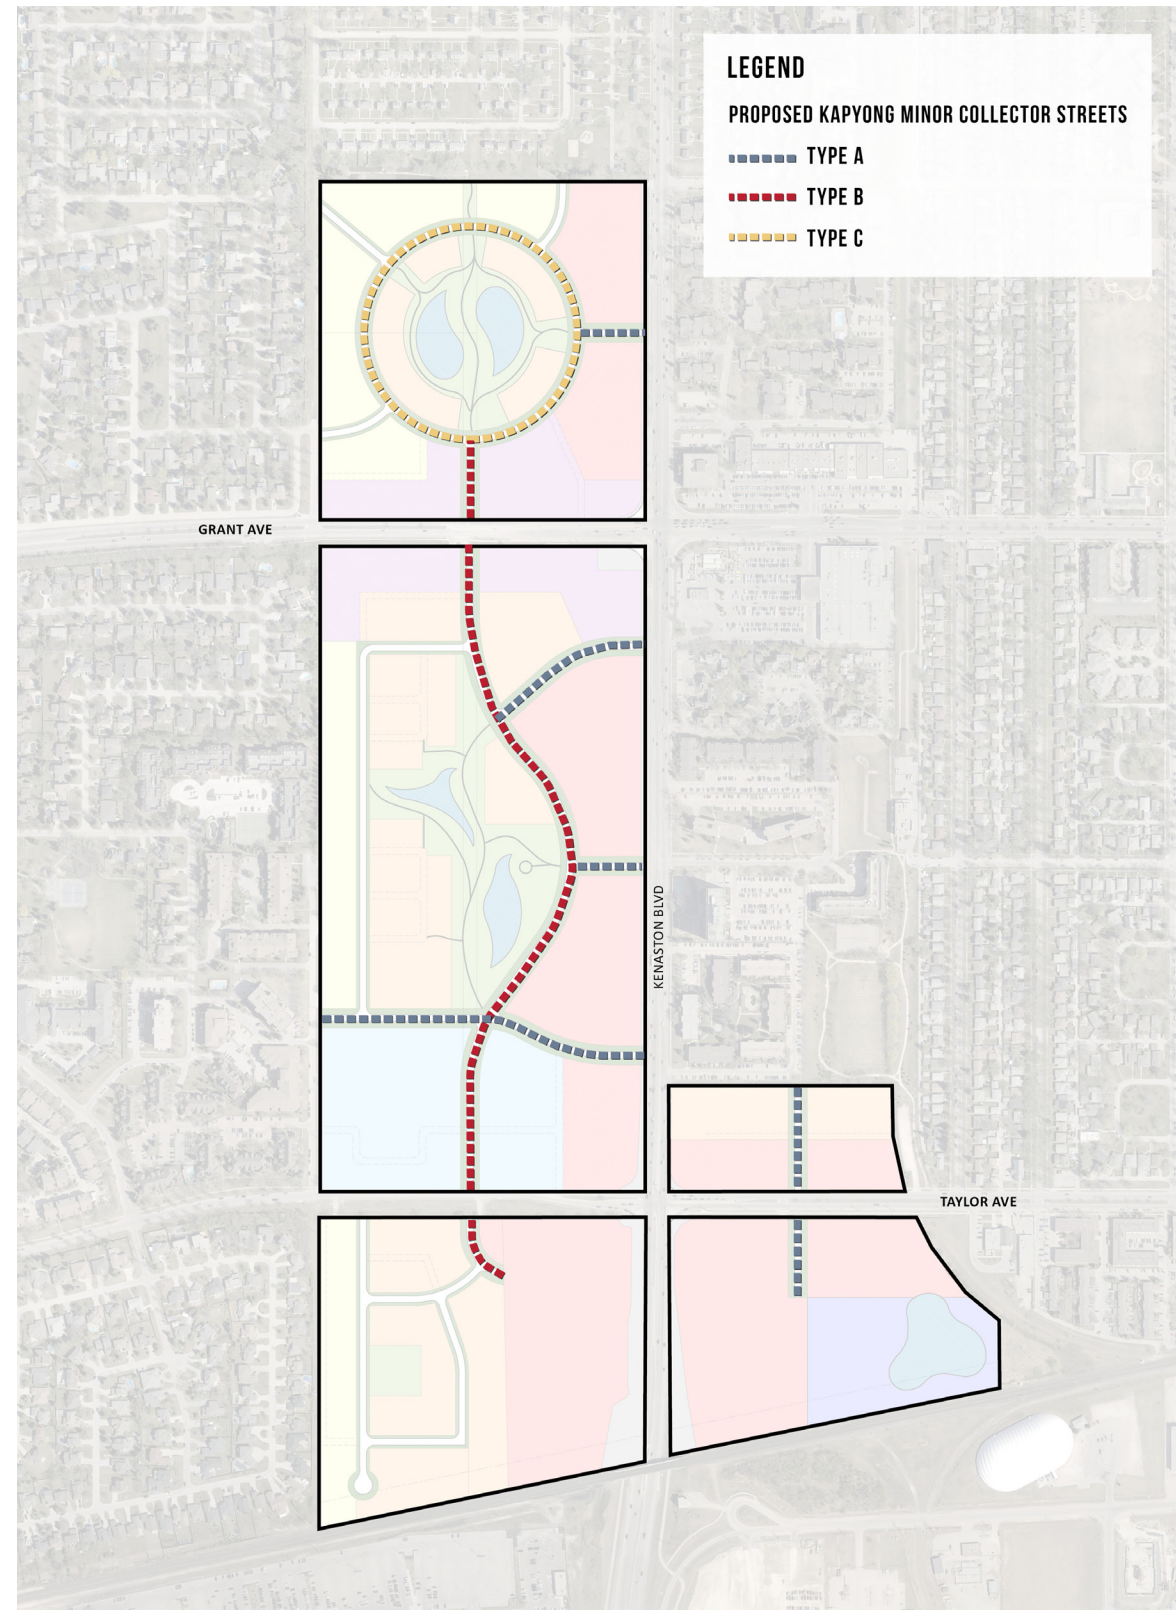 LEGEND
PROPOSED KAPYONG MINOR COLLECTOR STREETS
TYPE A
TYPE B
TYPE C
GRANT AVE
KENASTON BLVD
TAYLOR AVE